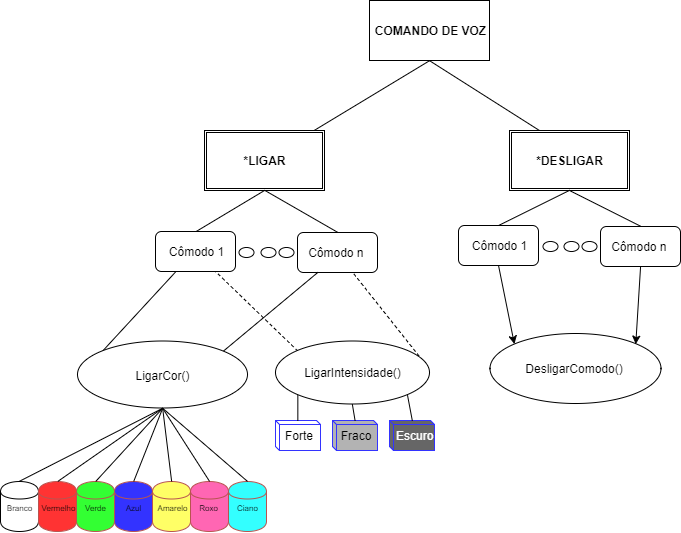 COMANDO DE VOZ
*LIGAR
*DESLIGAR
Cômodo 1
Cômodo n
Cômodo 1
Cômodo n
LigarCor()
LigarIntensidade()
DesligarComodo()
Forte
Fraco
Escuro
Branco
Vermelho
Verde
Azul
Amarelo
Roxo
Ciano